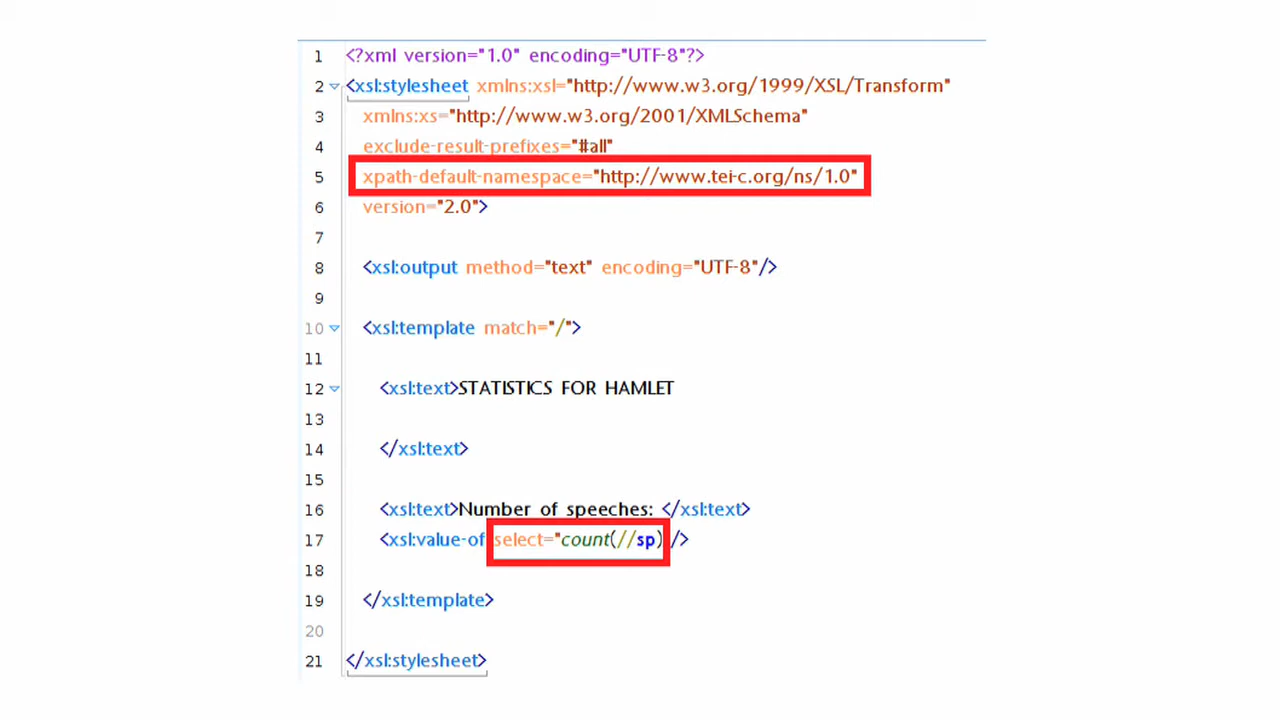 1 <?xml version="1.0" encoding="UTF-8"?>
2 <xsl:stylesheet xmlns:xsl="http://www.w3.org/1999/XSL/Transform"
3 xmlns:xs="http://www.w3.org/2001/XMLSchema"
4 exclude-result-prefixes="#all"
5 xpath-default-namespace="http://www.tei-c.org/ns/1.0"
6 version="2.0">
7
8 <xsl:output method="text" encoding="UTF-8"/>
9
10 <xsl:template match="/">
11
12 <xsl:text>STATISTICS FOR HAMLET
13
14 </xsl:text>
15
16 <xsl:text>Number of speeches: </xsl:text>
17 <xsl:value-of select="count(//sp) />
18
19 </xsl:template>
20
21 </xsl:stylesheet>